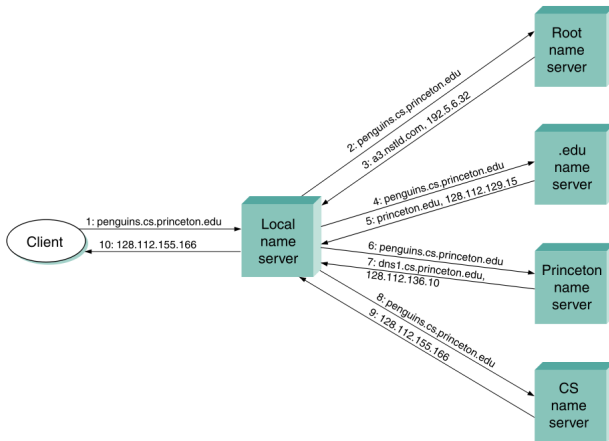 Root
name
server
2: penguins.cs.princeton.edu
3: a3.nstld.com, 192.5.6.32
.edu
name
server
4: penguins.cs.princeton.edu
5: princeton.edu, 128.112.129.15
1: penguins.cs.princeton.edu
Client
10: 128.112.155.166
Local
name
server
6: penguins.cs.princeton.edu
7: dns1.cs.princeton.edu,
128.112.136.10
Princeton
name
server
8: penguins.cs.princeton.edu
9: 128.112.155.166
CS
name
server